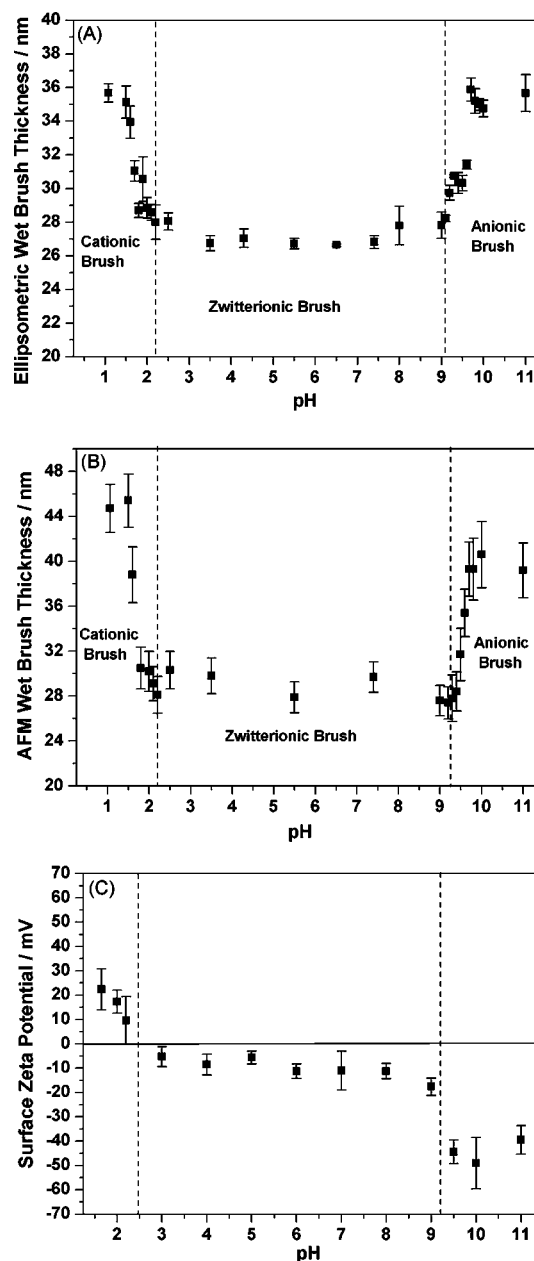 (A)
Ellipsometric Wet Brush Thickness / nm
40
38
36
34
32
30
28
26
24
22
20
Cationic
Brush
Zwitterionic Brush
Anionic
Brush
1 2 3 4 5 6 7 8 9 10 11
pH
(B)
AFM Wet Brush Thickness / nm
48
44
40
36
32
28
24
20
Cationic
Brush
Zwitterionic Brush
Anionic
Brush
1 2 3 4 5 6 7 8 9 10 11
pH
(C)
Surface Zeta Potential / mV
70
60
50
40
30
20
10
0
-10
-20
-30
-40
-50
-60
-70
2 3 4 5 6 7 8 9 10 11
pH